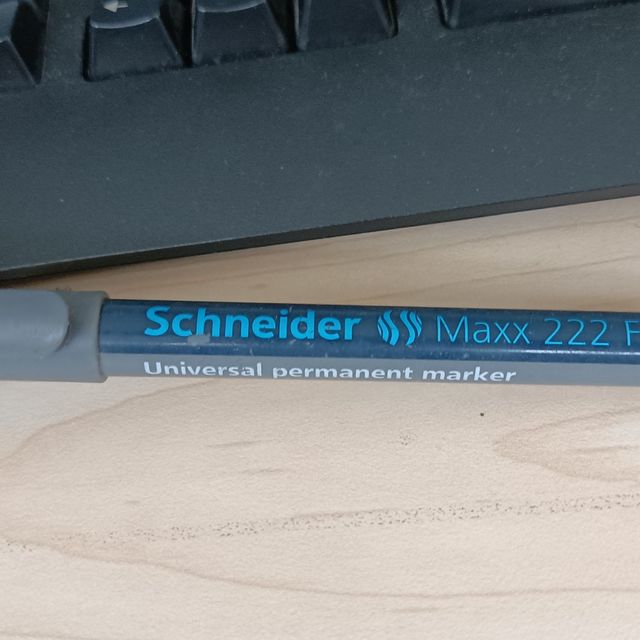 Schneider Maxx 222 F
Universal permanent marker